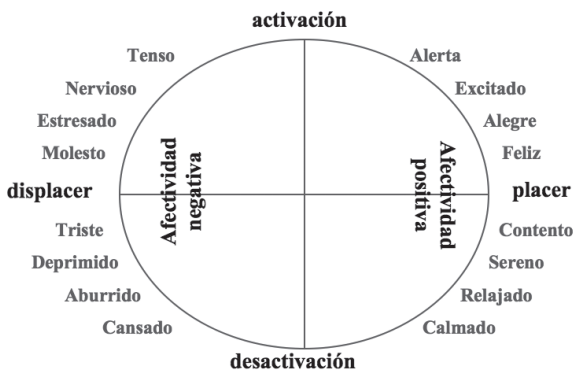 activación
Tenso
Alerta
Nervioso
Excitado
Estresado
Alegre
Molesto
Feliz
Afectividad
negativa
Afectividad
positiva
displacer
placer
Triste
Contento
Deprimido
Sereno
Aburrido
Relajado
Cansado
Calmado
desactivación